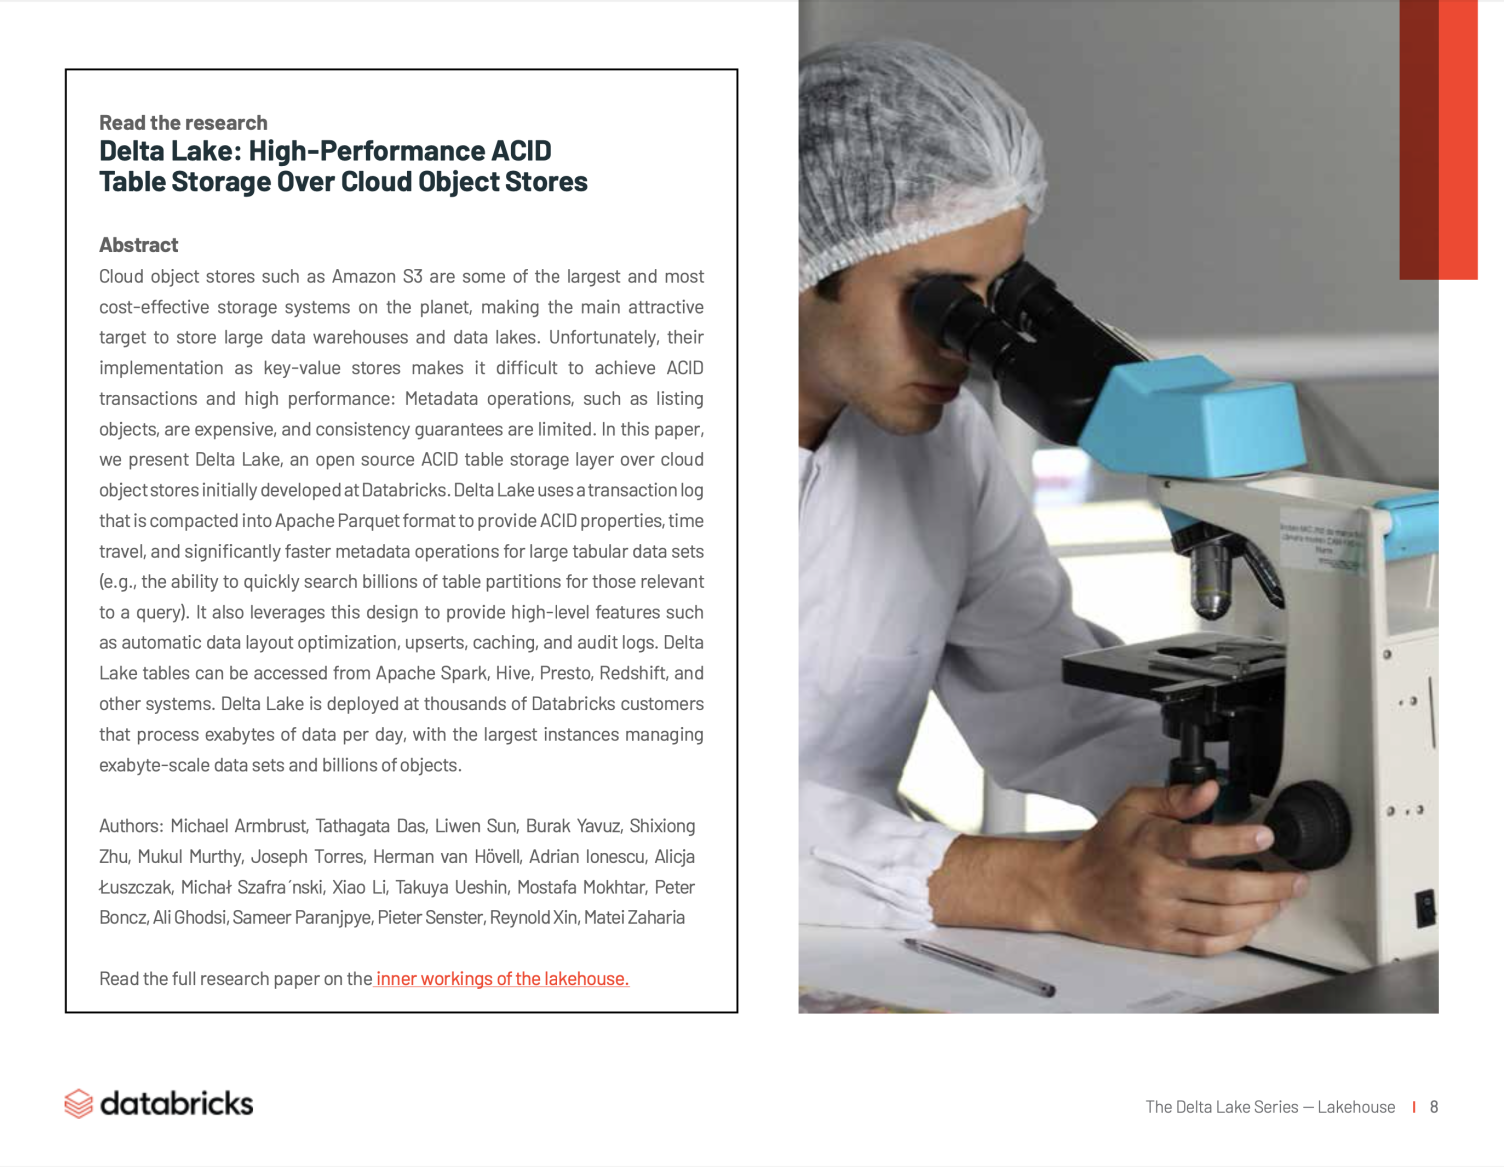 Read the research
Delta Lake: High-Performance ACID
Table Storage Over Cloud Object Stores
Abstract
Cloud object stores such as Amazon S3 are some of the largest and most
cost-effective storage systems on the planet, making the main attractive
target to store large data warehouses and data lakes. Unfortunately, their
implementation as key-value stores makes it difficult to achieve ACID
transactions and high performance: Metadata operations, such as listing
objects, are expensive, and consistency guarantees are limited. In this paper,
we present Delta Lake, an open source ACID table storage layer over cloud
object stores initially developed at Databricks. Delta Lake uses a transaction log
that is compacted into Apache Parquet format to provide ACID properties, time
travel, and significantly faster metadata operations for large tabular data sets
(e.g., the ability to quickly search billions of table partitions for those relevant
to a query). It also leverages this design to provide high-level features such
as automatic data layout optimization, upserts, caching, and audit logs. Delta
Lake tables can be accessed from Apache Spark, Hive, Presto, Redshift, and
other systems. Delta Lake is deployed at thousands of Databricks customers
that process exabytes of data per day, with the largest instances managing
exabyte-scale data sets and billions of objects.
Authors: Michael Armbrust, Tathagata Das, Liwen Sun, Burak Yavuz, Shixiong
Zhu, Mukul Murthy, Joseph Torres, Herman van Hövell, Adrian Ionescu, Alicja
Łuszczak, Michał Szafra´nski, Xiao Li, Takuya Ueshin, Mostafa Mokhtar, Peter
Boncz, Ali Ghodsi, Sameer Paranjpye, Pieter Senster, Reynold Xin, Matei Zaharia
Read the full research paper on the inner workings of the lakehouse.
databricks
The Delta Lake Series — Lakehouse | 8